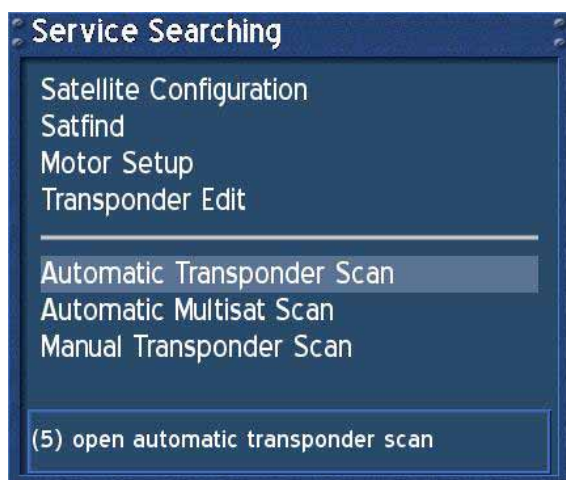 Service Searching
Satellite Configuration
Satfind
Motor Setup
Transponder Edit
Automatic Transponder Scan
Automatic Multisat Scan
Manual Transponder Scan
(5) open automatic transponder scan